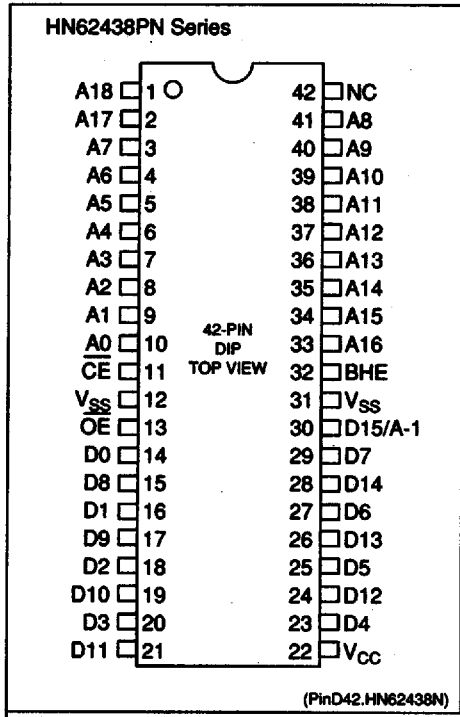 HN62438PN Series
A18 1 42 NC
A17 2 41 A8
A7 3 40 A9
A6 4 39 A10
A5 5 38 A11
A4 6 37 A12
A3 7 36 A13
A2 8 35 A14
A1 9 34 A15
A0 10 33 A16
42-PIN
DIP
TOP VIEW
C̅E̅ 11 32 BHE
VSS 12 31 VSS
O̅E̅ 13 30 D15/A-1
D0 14 29 D7
D8 15 28 D14
D1 16 27 D6
D9 17 26 D13
D2 18 25 D5
D10 19 24 D12
D3 20 23 D4
D11 21 22 VCC
(PinD42.HN62438N)